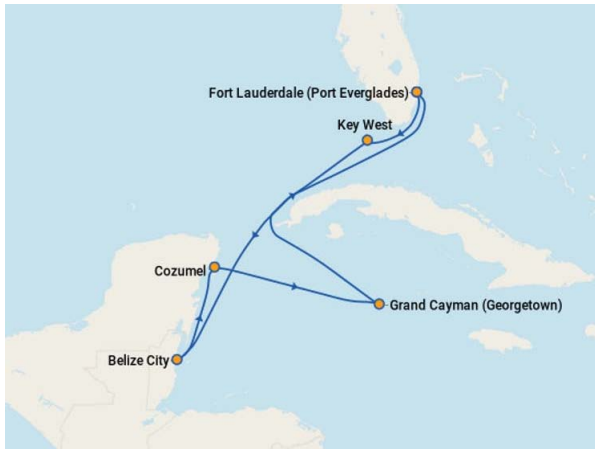 Fort Lauderdale (Port Everglades)
Key West
Cozumel
Grand Cayman (Georgetown)
Belize City